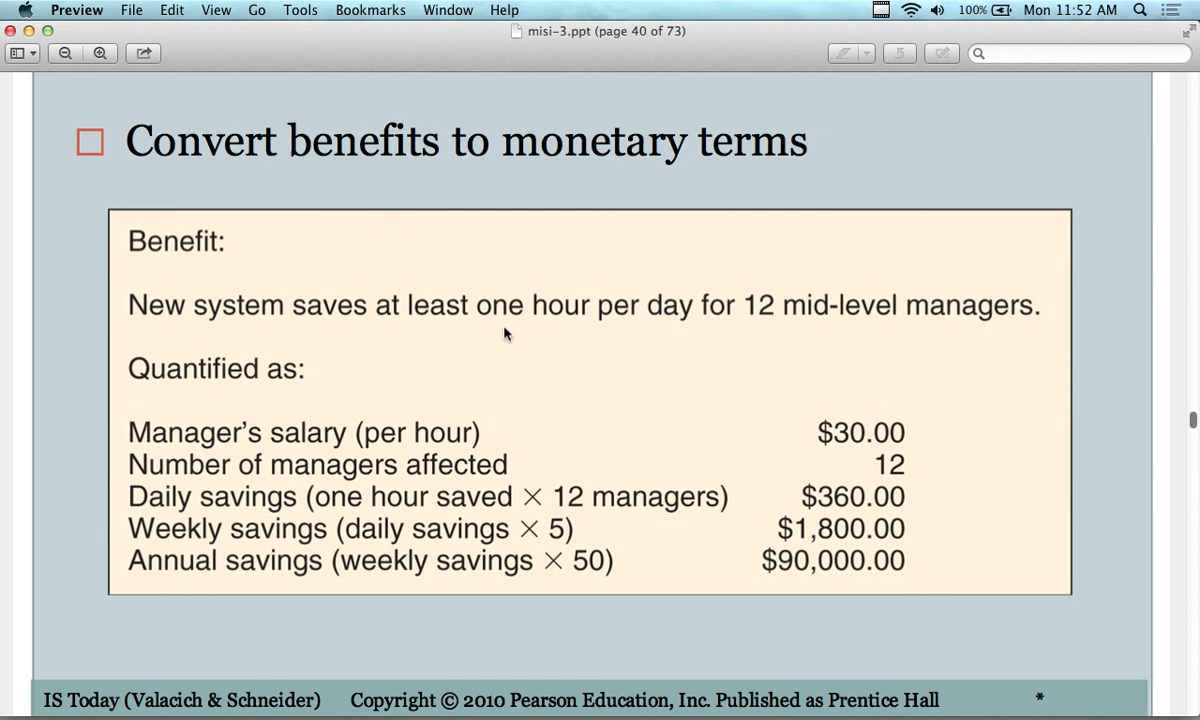 Preview File Edit View Go Tools Bookmarks Window Help 100% Mon 11:52 AM
misi-3.ppt (page 40 of 73)
Convert benefits to monetary terms
Benefit:
New system saves at least one hour per day for 12 mid-level managers.
Quantified as:
Manager's salary (per hour) $30.00
Number of managers affected 12
Daily savings (one hour saved × 12 managers) $360.00
Weekly savings (daily savings × 5) $1,800.00
Annual savings (weekly savings × 50) $90,000.00
IS Today (Valacich & Schneider) Copyright © 2010 Pearson Education, Inc. Published as Prentice Hall *